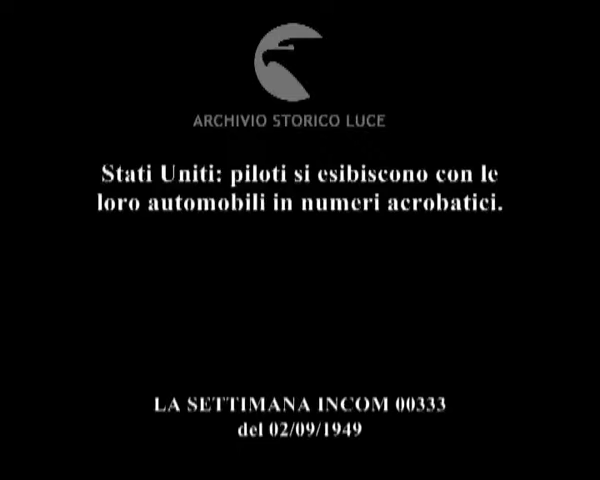 ARCHIVIO STORICO LUCE
Stati Uniti: piloti si esibiscono con le
loro automobili in numeri acrobatici.
LA SETTIMANA INCOM 00333
del 02/09/1949